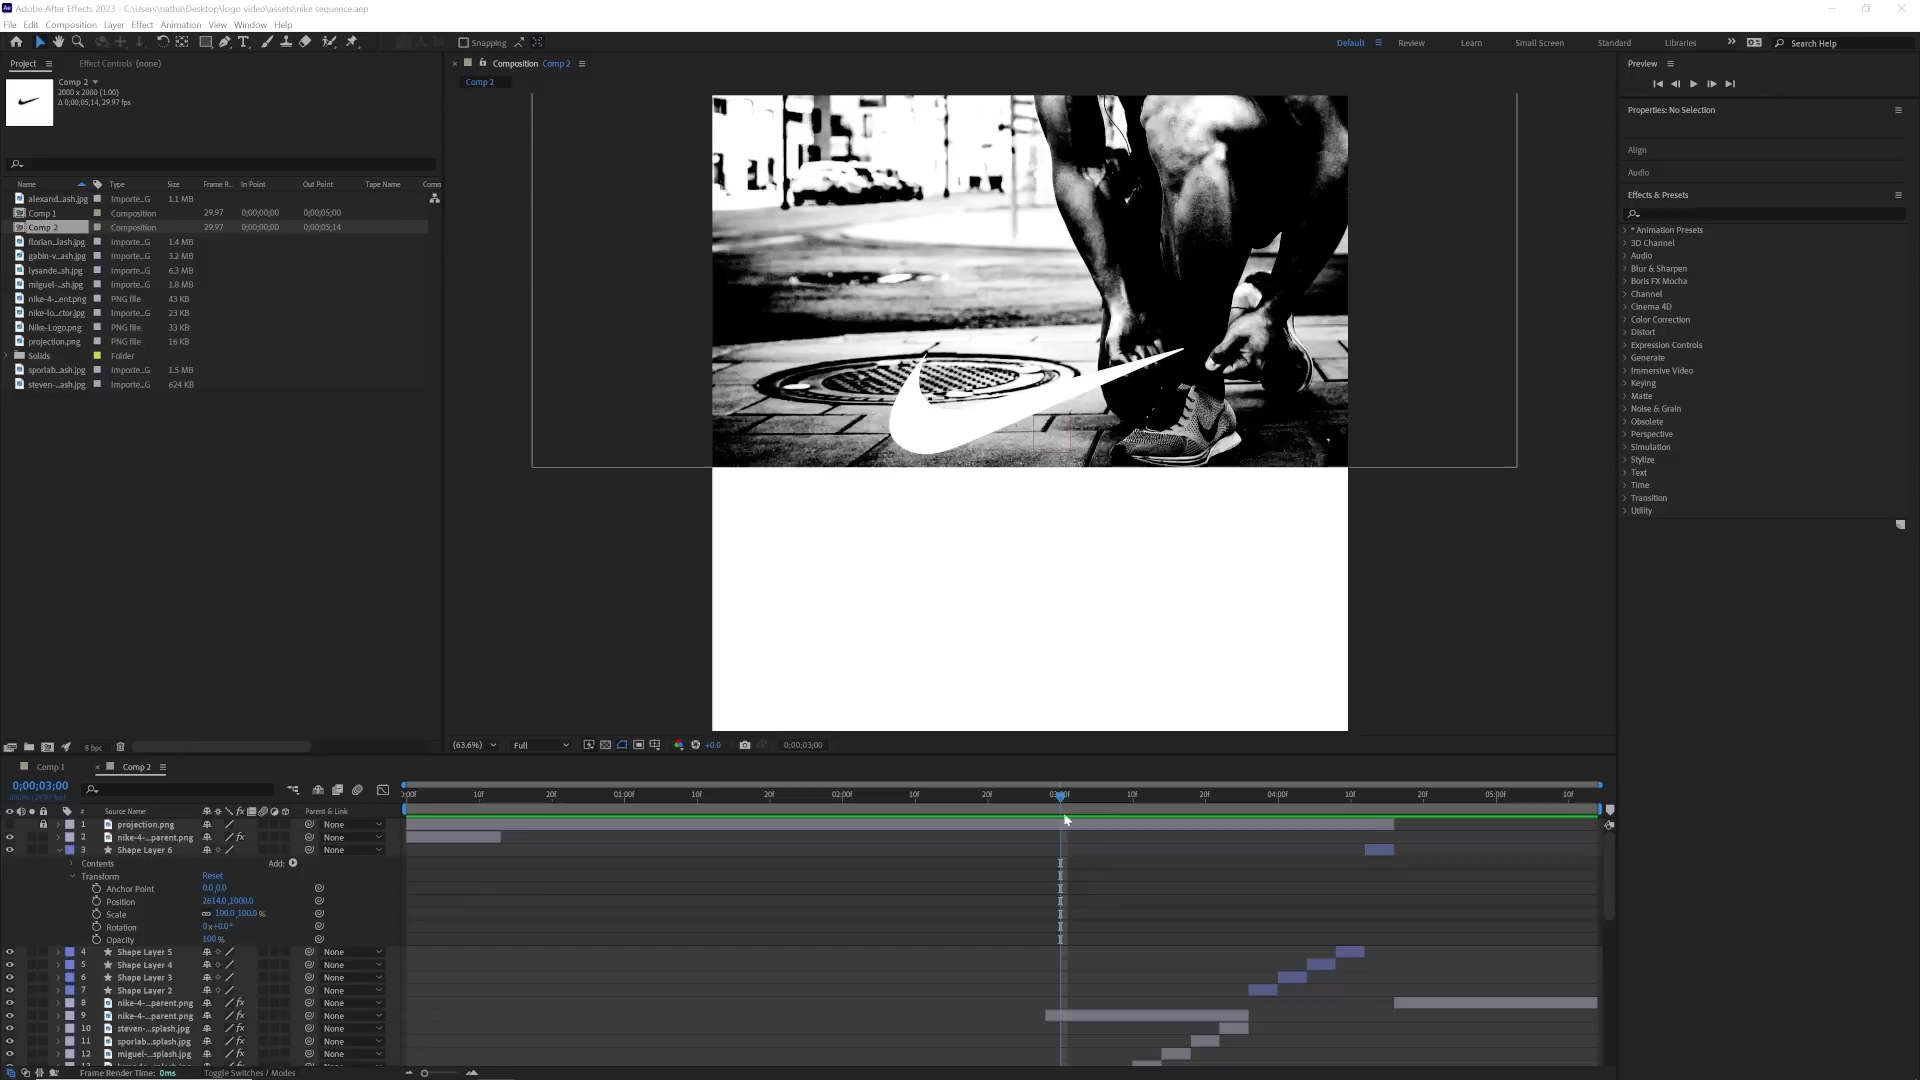 Adobe After Effects 2023 - C:\Users\natha\Desktop\logo video\assets\nike sequence.aep
File Edit Composition Layer Effect Animation View Window Help
Snapping Default Review Learn Small Screen Standard Libraries Search Help
Project Effect Controls (none)
Comp 2
2000 x 2000 (1.00)
Δ 0;00;05;14, 29.97 fps
Composition Comp 2
Comp 2
Preview
Properties: No Selection
Align
Audio
Effects & Presets
* Animation Presets
3D Channel
Audio
Blur & Sharpen
Boris FX Mocha
Channel
Cinema 4D
Color Correction
Distort
Expression Controls
Generate
Immersive Video
Keying
Matte
Noise & Grain
Obsolete
Perspective
Simulation
Stylize
Text
Time
Transition
Utility
Name Type Size Frame R... In Point Out Point Tape Name Comm
alexand...ash.jpg Importe...G 1.1 MB
Comp 1 Composition 29.97 0;00;00;00 0;00;05;00
Comp 2 Composition 29.97 0;00;00;00 0;00;05;14
florian...lash.jpg Importe...G 1.4 MB
gabin-v...ash.jpg Importe...G 3.2 MB
lysande...sh.jpg Importe...G 6.3 MB
miguel-...sh.jpg Importe...G 1.8 MB
nike-4-...ent.png PNG file 43 KB
nike-lo...ctor.jpg PNG file 23 KB
Nike-Logo.png PNG file 33 KB
projection.png PNG file 16 KB
Solids Folder
sporlab...ash.jpg Importe...G 1.5 MB
steven-...ash.jpg Importe...G 624 KB
8 bpc
(63.6%) Full +0.0 0;00;03;00
Comp 1 Comp 2
0;00;03;00
:00f 10f 20f 01:00f 10f 20f 02:00f 10f 20f 03:00f 10f 20f 04:00f 10f 20f 05:00f 10f
# Source Name fx Parent & Link
1 projection.png None
2 nike-4-...parent.png fx None
3 Shape Layer 6 None
Contents Add:
Transform Reset
Anchor Point 0.0,0.0
Position 2614.0,1000.0
Scale 100.0,100.0%
Rotation 0x+0.0°
Opacity 100%
4 Shape Layer 5 None
5 Shape Layer 4 None
6 Shape Layer 3 None
7 Shape Layer 2 None
8 nike-4-...parent.png fx None
9 nike-4-...parent.png fx None
10 steven-...splash.jpg fx None
11 sporlab...splash.jpg fx None
12 miguel-...splash.jpg fx None
Frame Render Time: 0ms Toggle Switches / Modes